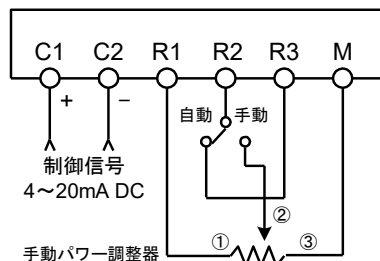 C1 C2 R1 R2 R3 M
+ −
自動 手動
制御信号
4～20mA DC
②
手動パワー調整器 ① ③